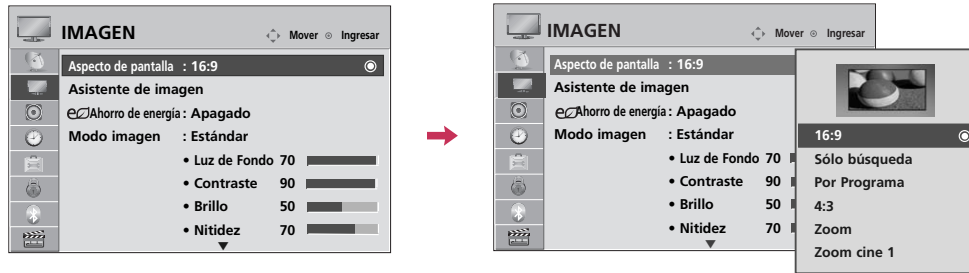 IMAGEN
Mover Ingresar
Aspecto de pantalla : 16:9
Asistente de imagen
Ahorro de energía : Apagado
Modo imagen : Estándar
• Luz de Fondo 70
• Contraste 90
• Brillo 50
• Nitidez 70
IMAGEN
Mover Ingresar
Aspecto de pantalla : 16:9
Asistente de imagen
Ahorro de energía : Apagado
Modo imagen : Estándar
• Luz de Fondo 70
• Contraste 90
• Brillo 50
• Nitidez 70
16:9
Sólo búsqueda
Por Programa
4:3
Zoom
Zoom cine 1